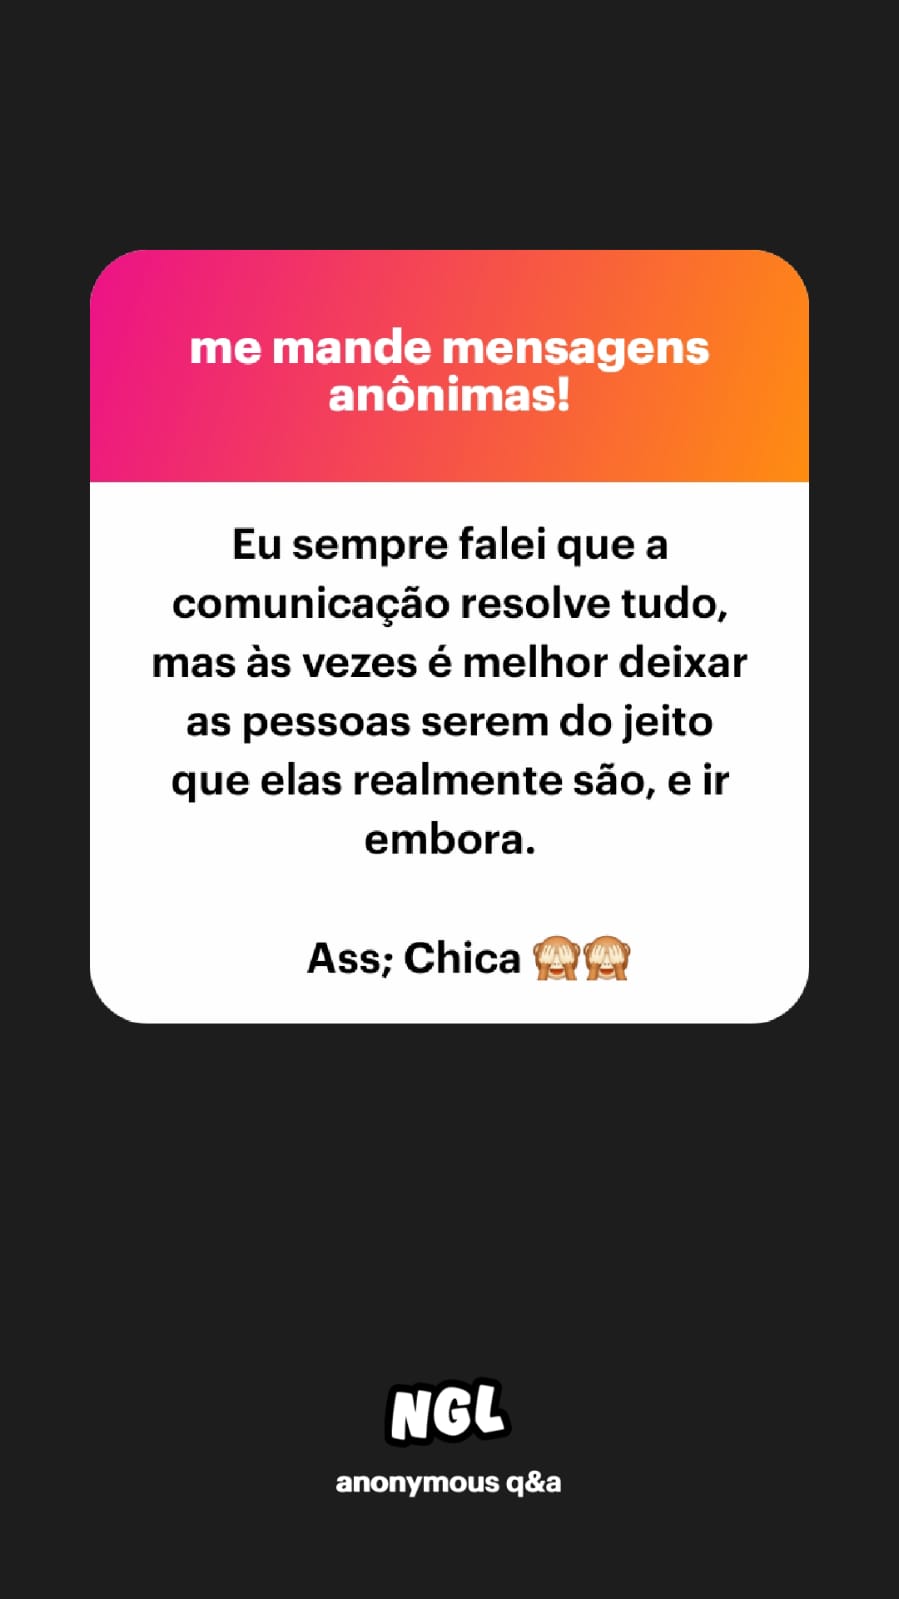 me mande mensagens
anônimas!
Eu sempre falei que a
comunicação resolve tudo,
mas às vezes é melhor deixar
as pessoas serem do jeito
que elas realmente são, e ir
embora.
Ass; Chica 🙈🙈
NGL
anonymous q&a